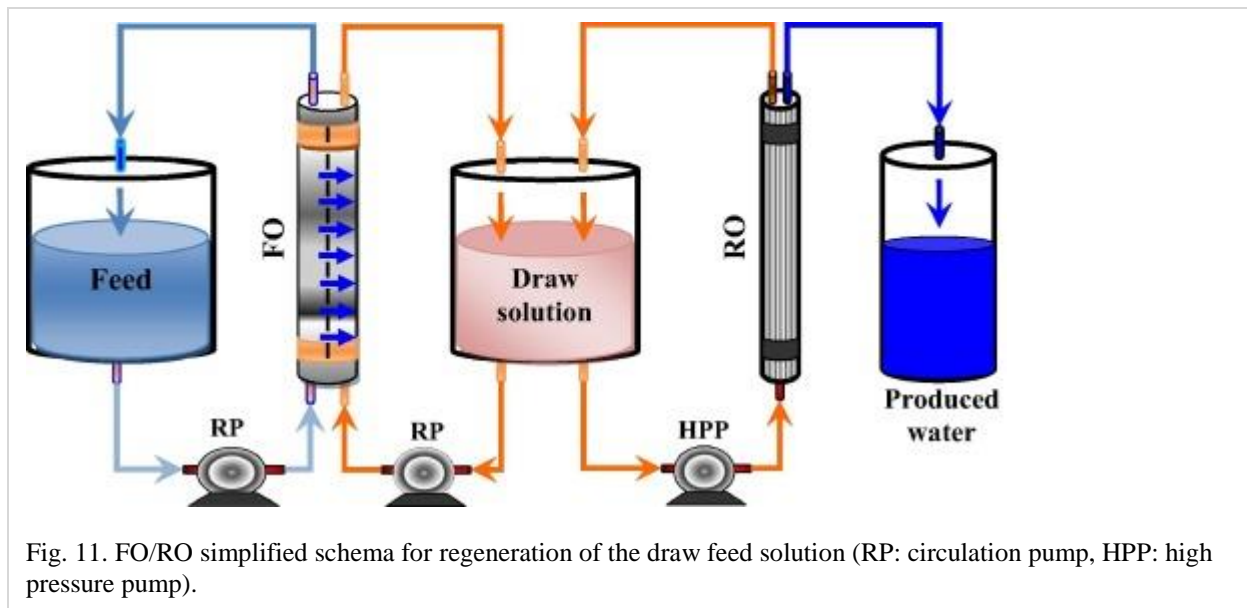 FO
RO
Feed
Draw
solution
Produced
water
RP
RP
HPP
Fig. 11. FO/RO simplified schema for regeneration of the draw feed solution (RP: circulation pump, HPP: high
pressure pump).